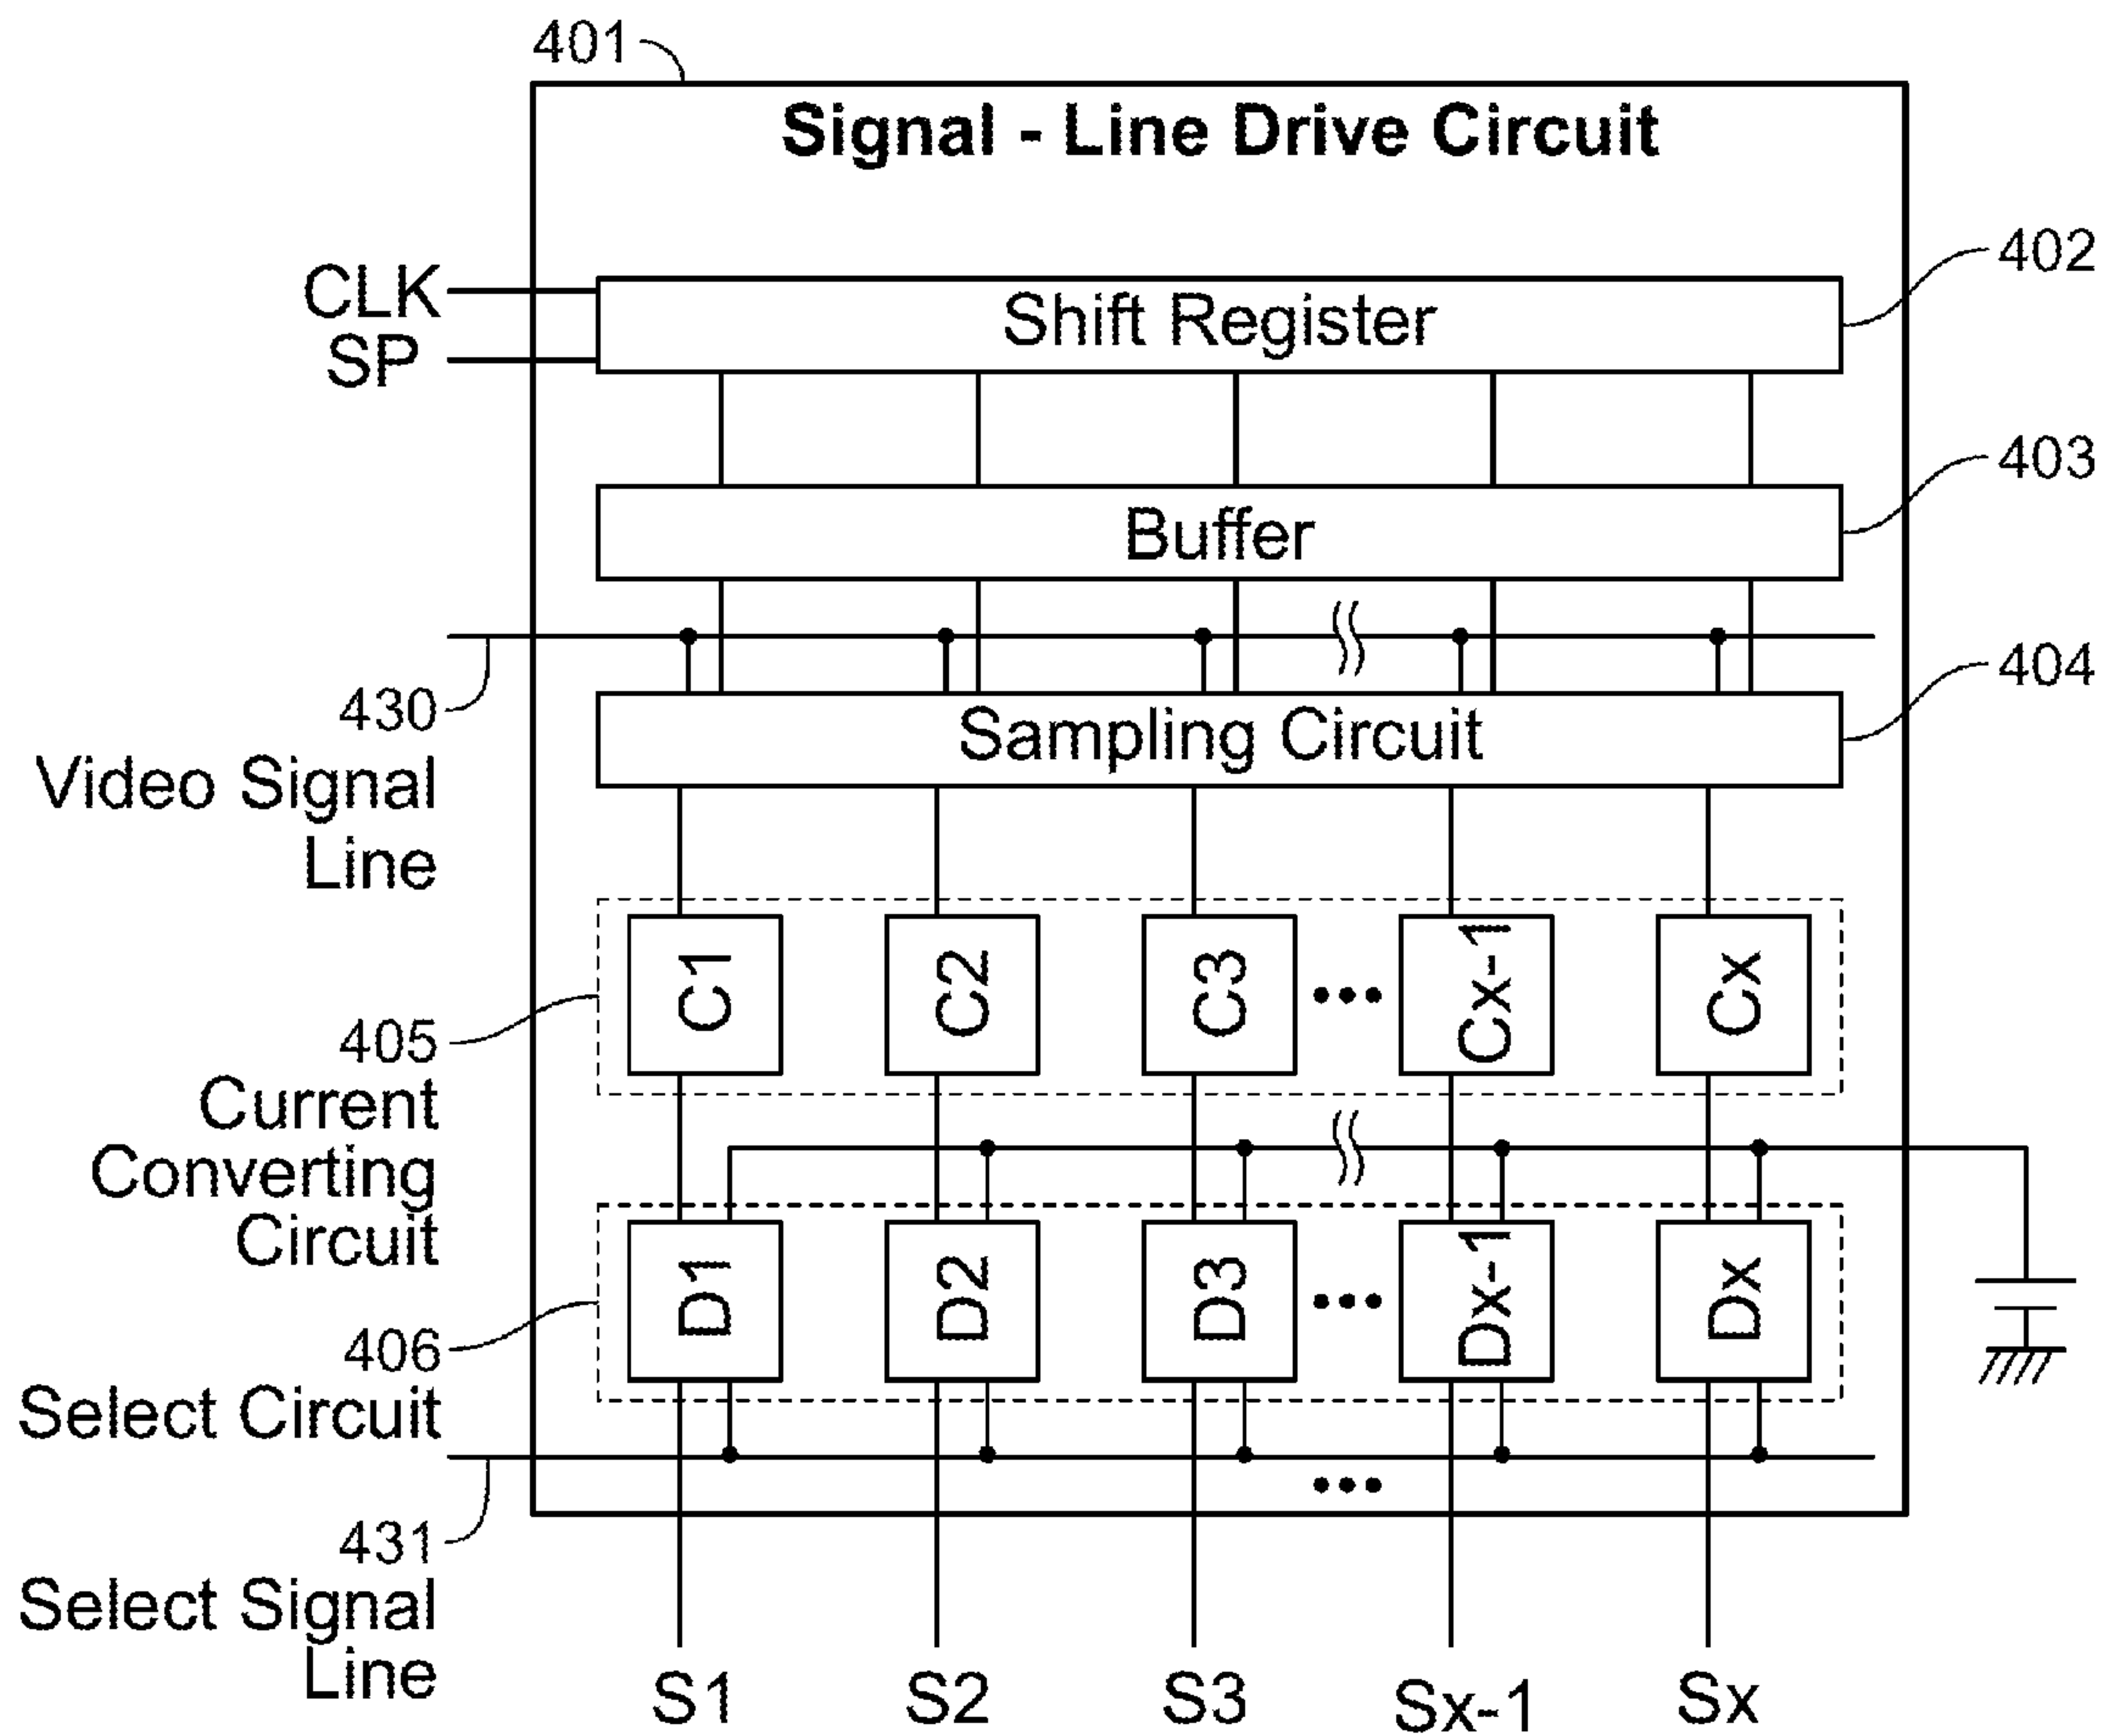 401
Signal - Line Drive Circuit
402
CLK
Shift Register
SP
403
Buffer
404
430
Sampling Circuit
Video Signal
Line
C1 C2 C3 ••• Cx-1 Cx
405
Current
Converting
Circuit
D1 D2 D3 ••• Dx-1 Dx
406
Select Circuit
•••
431
Select Signal
Line
S1 S2 S3 Sx-1 Sx